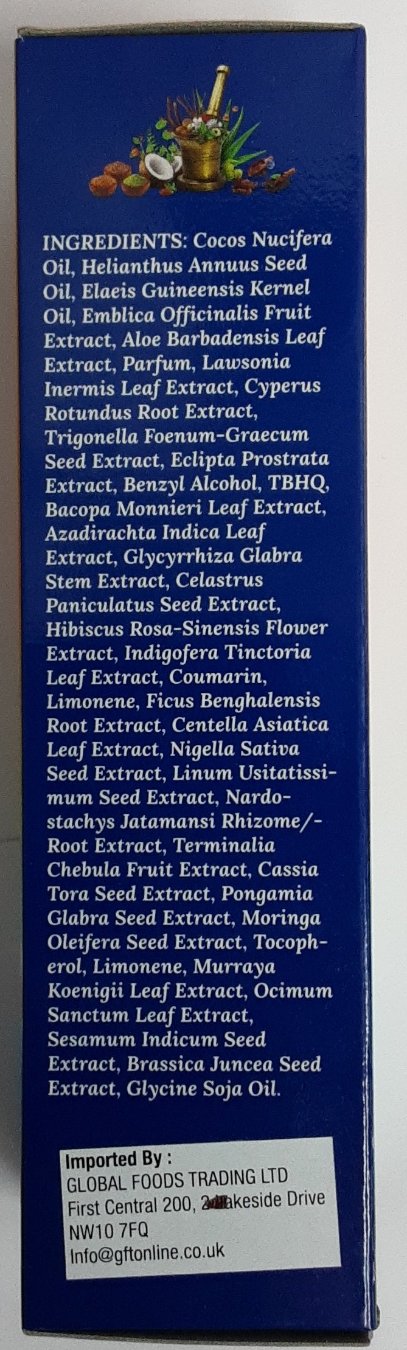 INGREDIENTS: Cocos Nucifera
Oil, Helianthus Annuus Seed
Oil, Elaeis Guineensis Kernel
Oil, Emblica Officinalis Fruit
Extract, Aloe Barbadensis Leaf
Extract, Parfum, Lawsonia
Inermis Leaf Extract, Cyperus
Rotundus Root Extract,
Trigonella Foenum-Graecum
Seed Extract, Eclipta Prostrata
Extract, Benzyl Alcohol, TBHQ,
Bacopa Monnieri Leaf Extract,
Azadirachta Indica Leaf
Extract, Glycyrrhiza Glabra
Stem Extract, Celastrus
Paniculatus Seed Extract,
Hibiscus Rosa-Sinensis Flower
Extract, Indigofera Tinctoria
Leaf Extract, Coumarin,
Limonene, Ficus Benghalensis
Root Extract, Centella Asiatica
Leaf Extract, Nigella Sativa
Seed Extract, Linum Usitatissi-
mum Seed Extract, Nardo-
stachys Jatamansi Rhizome/-
Root Extract, Terminalia
Chebula Fruit Extract, Cassia
Tora Seed Extract, Pongamia
Glabra Seed Extract, Moringa
Oleifera Seed Extract, Tocoph-
erol, Limonene, Murraya
Koenigii Leaf Extract, Ocimum
Sanctum Leaf Extract,
Sesamum Indicum Seed
Extract, Brassica Juncea Seed
Extract, Glycine Soja Oil.
Imported By :
GLOBAL FOODS TRADING LTD
First Central 200, Drive
NW10 7FQ
Info@gftonline.co.uk